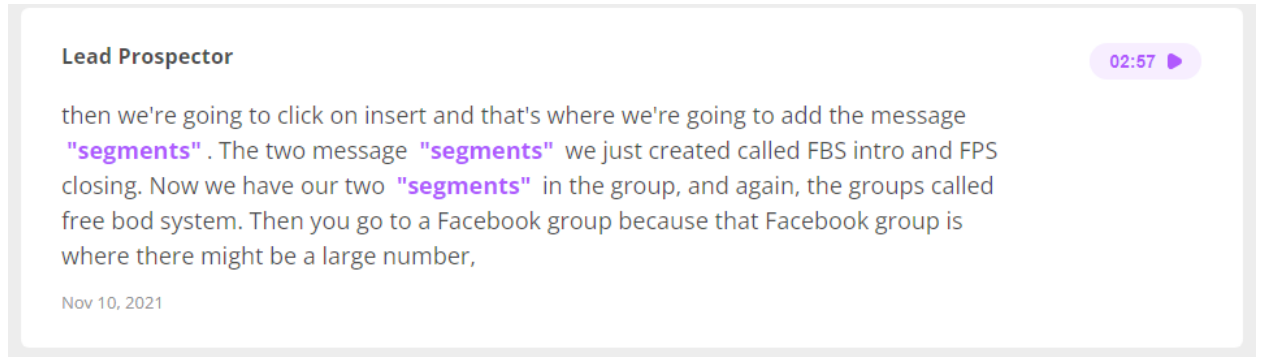 Lead Prospector
02:57
then we're going to click on insert and that's where we're going to add the message
"segments" . The two message "segments" we just created called FBS intro and FPS
closing. Now we have our two "segments" in the group, and again, the groups called
free bod system. Then you go to a Facebook group because that Facebook group is
where there might be a large number,
Nov 10, 2021